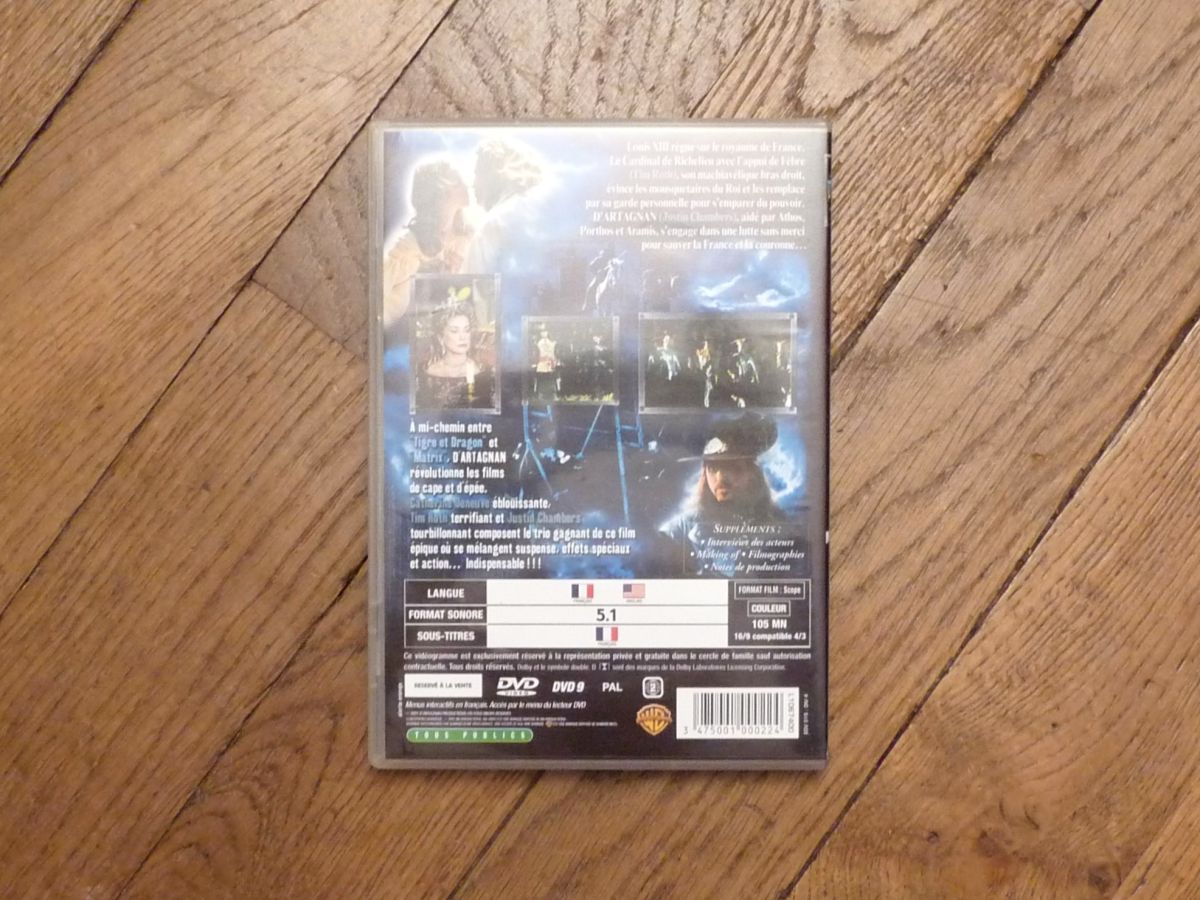 Louis XIII règne sur le royaume de France.
Le Cardinal de Richelieu avec l'appui de Fèbre
(Tim Roth), son machiavélique bras droit,
évince les mousquetaires du Roi et les remplace
par sa garde personnelle pour s'emparer du pouvoir.
D'ARTAGNAN (Justin Chambers), aidé par Athos,
Porthos et Aramis, s'engage dans une lutte sans merci
pour sauver la France et la couronne...
À mi-chemin entre
"Tigre et Dragon" et
"Matrix", D'ARTAGNAN
révolutionne les films
de cape et d'épée.
Catherine Deneuve éblouissante,
Tim Roth terrifiant et Justin Chambers
tourbillonnant composent le trio gagnant de ce film
épique où se mélangent suspense, effets spéciaux
et action... Indispensable !!!
SUPPLÉMENTS :
• Interviews des acteurs
• Making of • Filmographies
• Notes de production
LANGUE
FRANÇAIS ANGLAIS
FORMAT SONORE 5.1
SOUS-TITRES
FRANÇAIS
FORMAT FILM : Scope
COULEUR
105 MN
16/9 compatible 4/3
Ce vidéogramme est exclusivement réservé à la représentation privée et gratuite dans le cercle de famille sauf autorisation
contractuelle. Tous droits réservés. Dolby et le symbole double D sont des marques de la Dolby Laboratories Licensing Corporation.
RESERVÉ À LA VENTE
DVD VIDEO
DVD 9
PAL
2
Menus interactifs en français. Accès par le menu du lecteur DVD
TOUS PUBLICS
WB
3 475001 000224
L1067400